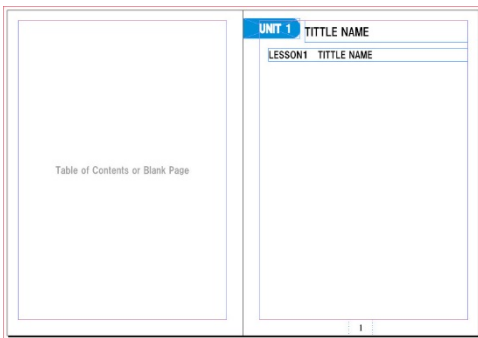 Table of Contents or Blank Page
UNIT 1 TITTLE NAME
LESSON1 TITTLE NAME
1